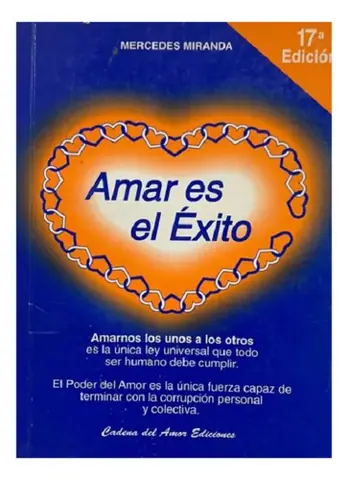 MERCEDES MIRANDA
17ª
Edición
Amar es
el Éxito
Amarnos los unos a los otros
es la única ley universal que todo
ser humano debe cumplir.
El Poder del Amor es la única fuerza capaz de
terminar con la corrupción personal
y colectiva.
Cadena del Amor Ediciones